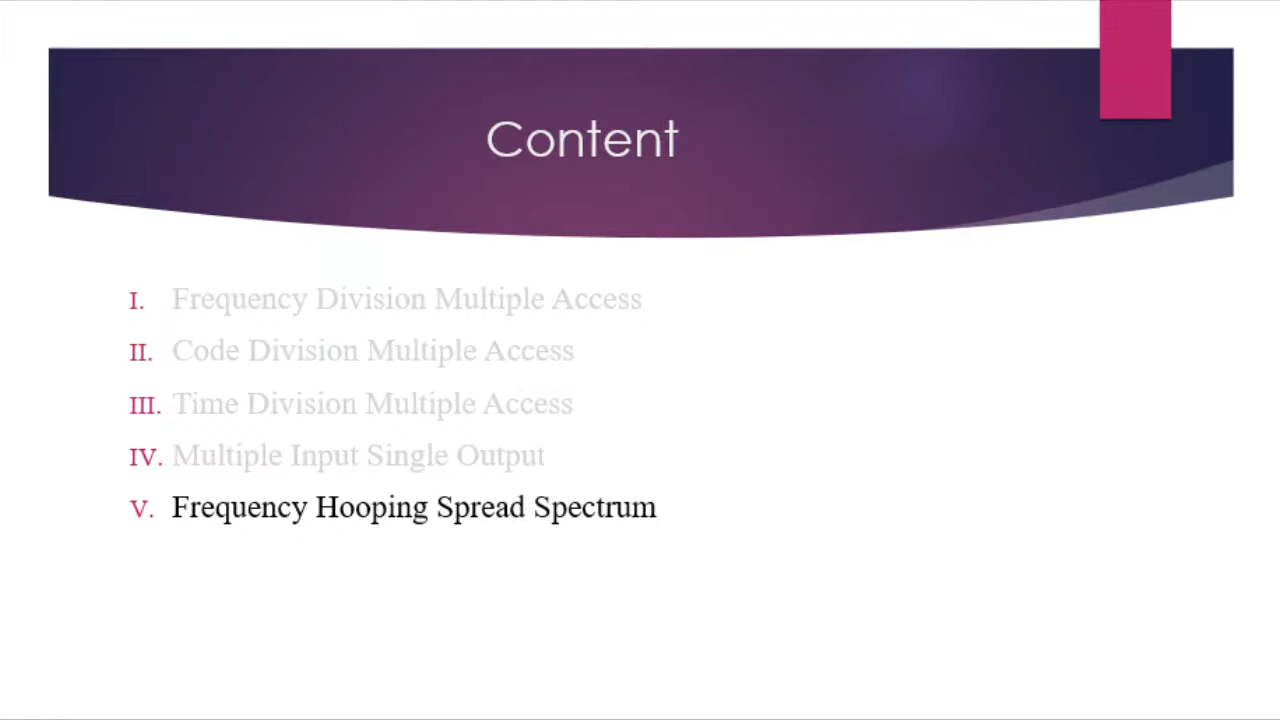 Content
I. Frequency Division Multiple Access
II. Code Division Multiple Access
III. Time Division Multiple Access
IV. Multiple Input Single Output
V. Frequency Hooping Spread Spectrum